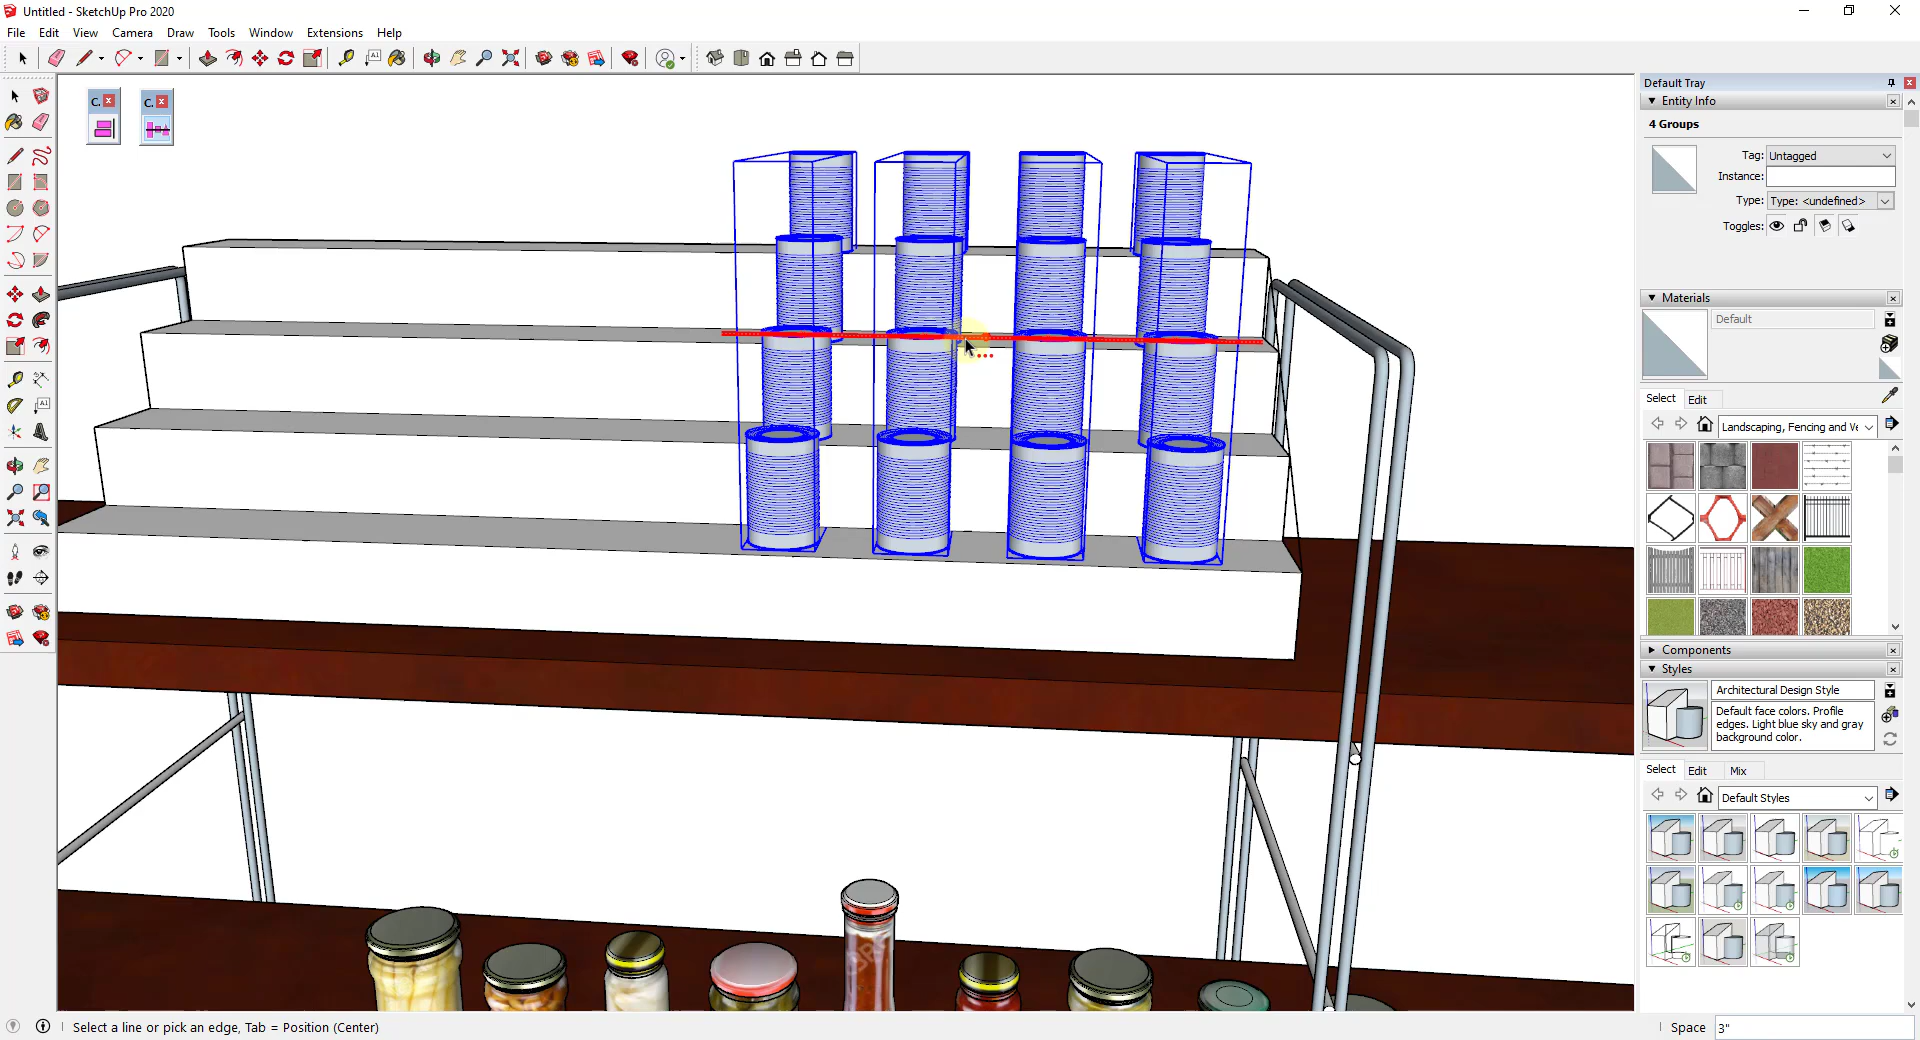 Untitled - SketchUp Pro 2020
File Edit View Camera Draw Tools Window Extensions Help
C.
C.
Default Tray
Entity Info
4 Groups
Tag: Untagged
Instance:
Type: Type: <undefined>
Toggles:
Materials
Default
Select Edit
Landscaping, Fencing and Ve
Components
Styles
Architectural Design Style
Default face colors. Profile
edges. Light blue sky and gray
background color.
Select Edit Mix
Default Styles
Select a line or pick an edge, Tab = Position (Center)
Space 3"